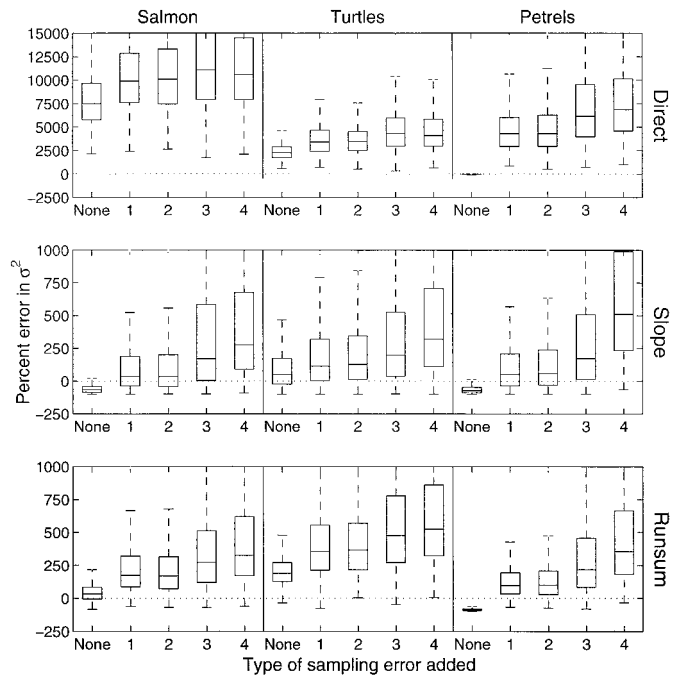 Salmon Turtles Petrels
15000
12500
10000
7500
5000
2500
0
−2500
Direct
None 1 2 3 4 None 1 2 3 4 None 1 2 3 4
Percent error in σ²
1000
750
500
250
0
−250
Slope
None 1 2 3 4 None 1 2 3 4 None 1 2 3 4
1000
750
500
250
0
−250
Runsum
None 1 2 3 4 None 1 2 3 4 None 1 2 3 4
Type of sampling error added